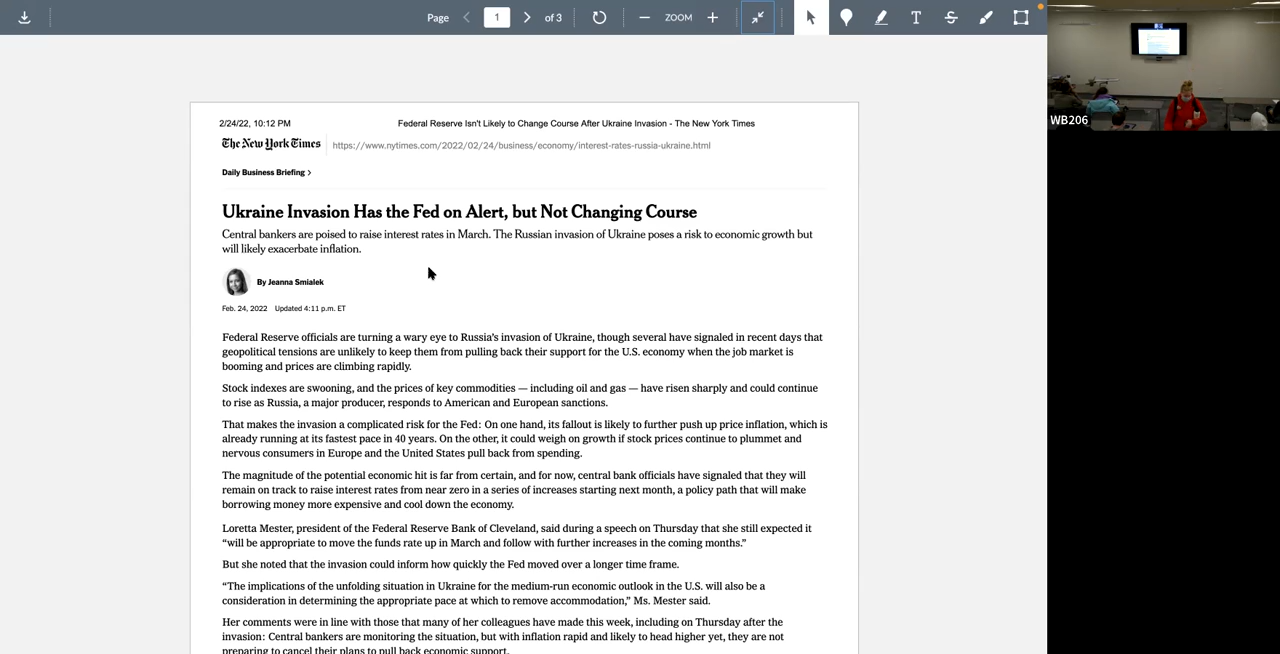 Page 1 of 3 ZOOM T S
2/24/22, 10:12 PM Federal Reserve Isn't Likely to Change Course After Ukraine Invasion - The New York Times
The New York Times https://www.nytimes.com/2022/02/24/business/economy/interest-rates-russia-ukraine.html
Daily Business Briefing >
Ukraine Invasion Has the Fed on Alert, but Not Changing Course
Central bankers are poised to raise interest rates in March. The Russian invasion of Ukraine poses a risk to economic growth but
will likely exacerbate inflation.
By Jeanna Smialek
Feb. 24, 2022 Updated 4:11 p.m. ET
Federal Reserve officials are turning a wary eye to Russia's invasion of Ukraine, though several have signaled in recent days that
geopolitical tensions are unlikely to keep them from pulling back their support for the U.S. economy when the job market is
booming and prices are climbing rapidly.
Stock indexes are swooning, and the prices of key commodities — including oil and gas — have risen sharply and could continue
to rise as Russia, a major producer, responds to American and European sanctions.
That makes the invasion a complicated risk for the Fed: On one hand, its fallout is likely to further push up price inflation, which is
already running at its fastest pace in 40 years. On the other, it could weigh on growth if stock prices continue to plummet and
nervous consumers in Europe and the United States pull back from spending.
The magnitude of the potential economic hit is far from certain, and for now, central bank officials have signaled that they will
remain on track to raise interest rates from near zero in a series of increases starting next month, a policy path that will make
borrowing money more expensive and cool down the economy.
Loretta Mester, president of the Federal Reserve Bank of Cleveland, said during a speech on Thursday that she still expected it
“will be appropriate to move the funds rate up in March and follow with further increases in the coming months.”
But she noted that the invasion could inform how quickly the Fed moved over a longer time frame.
“The implications of the unfolding situation in Ukraine for the medium-run economic outlook in the U.S. will also be a
consideration in determining the appropriate pace at which to remove accommodation,” Ms. Mester said.
Her comments were in line with those that many of her colleagues have made this week, including on Thursday after the
invasion: Central bankers are monitoring the situation, but with inflation rapid and likely to head higher yet, they are not
preparing to cancel their plans to pull back economic support.
WB206